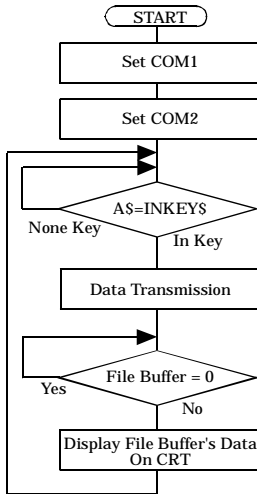 START
Set COM1
Set COM2
A$=INKEY$
None Key
In Key
Data Transmission
File Buffer = 0
Yes
No
Display File Buffer's Data
On CRT